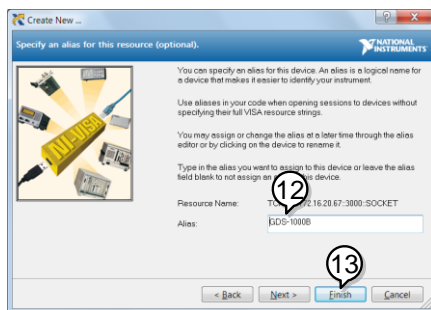 Create New ...
Specify an alias for this resource (optional).
NATIONAL
INSTRUMENTS
You can specify an alias for this device. An alias is a logical name for
a device that makes it easier to identify your instrument.
Use aliases in your code when opening sessions to devices without
specifying their full VISA resource strings.
You may assign or change the alias at a later time through the alias
editor or by clicking on the device to rename it.
Type in the alias you want to assign to this device or leave the alias
field blank to not assign an this device.
12
Resource Name: 72.16.20.67::3000::SOCKET
Alias: GDS-1000B
13
< Back Next > Finish Cancel
NI-VISA